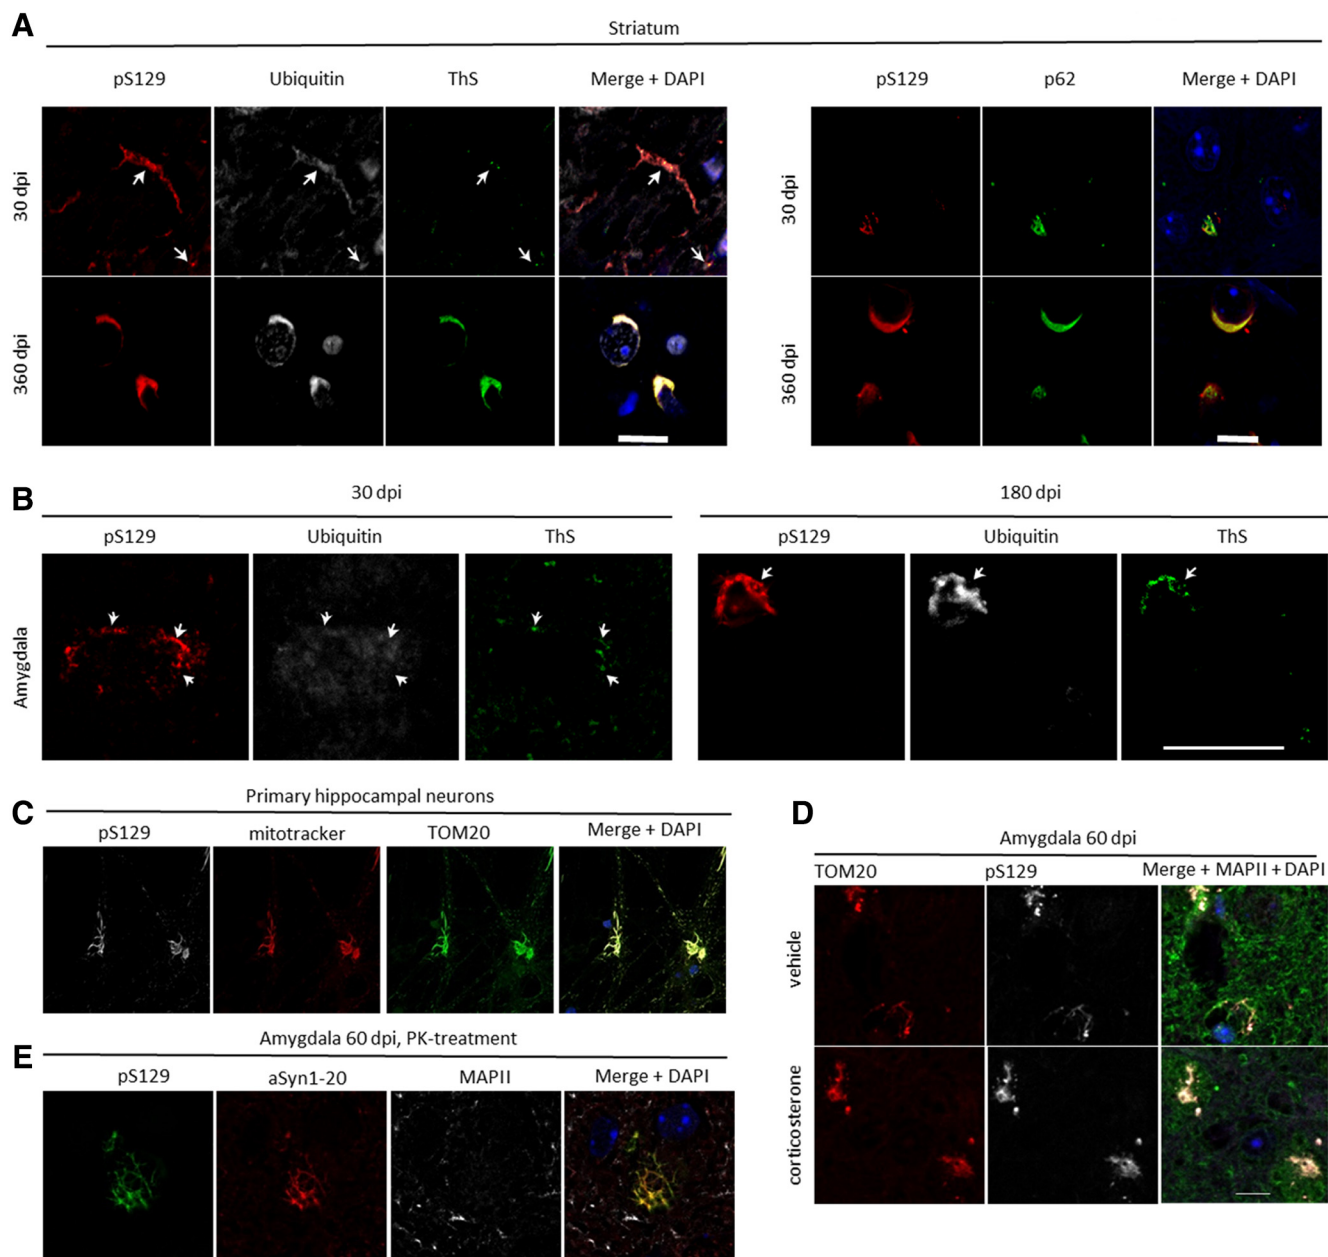 A
Striatum
pS129 Ubiquitin ThS Merge + DAPI pS129 p62 Merge + DAPI
30 dpi 30 dpi
360 dpi 360 dpi
B
30 dpi 180 dpi
pS129 Ubiquitin ThS pS129 Ubiquitin ThS
Amygdala
C
Primary hippocampal neurons
pS129 mitotracker TOM20 Merge + DAPI
D
Amygdala 60 dpi
TOM20 pS129 Merge + MAPII + DAPI
vehicle
corticosterone
E
Amygdala 60 dpi, PK-treatment
pS129 aSyn1-20 MAPII Merge + DAPI